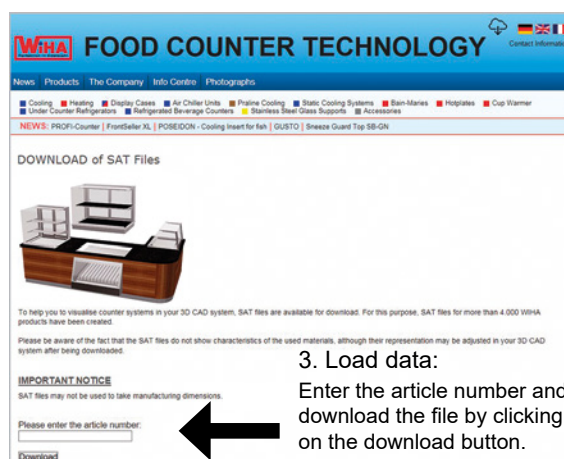 WIHA FOOD COUNTER TECHNOLOGY
Contact Informatio
News Products The Company Info Centre Photographs
Cooling Heating Display Cases Air Chiller Units Praline Cooling Static Cooling Systems Bain-Maries Hotplates Cup Warmer
Under Counter Refrigerators Refrigerated Beverage Counters Stainless Steel Glass Supports Accessories
NEWS: PROFI-Counter | FrontSeller XL | POSEIDON - Cooling Insert for fish | GUSTO | Sneeze Guard Top SB-GN
DOWNLOAD of SAT Files
To help you to visualise counter systems in your 3D CAD system, SAT files are available for download. For this purpose, SAT files for more than 4.000 WIHA
products have been created.
Please be aware of the fact that the SAT files do not show characteristics of the used materials, although their representation may be adjusted in your 3D CAD
system after being downloaded.
IMPORTANT NOTICE
SAT files may not be used to take manufacturing dimensions.
Please enter the article number:
Download
3. Load data:
Enter the article number and
download the file by clicking
on the download button.